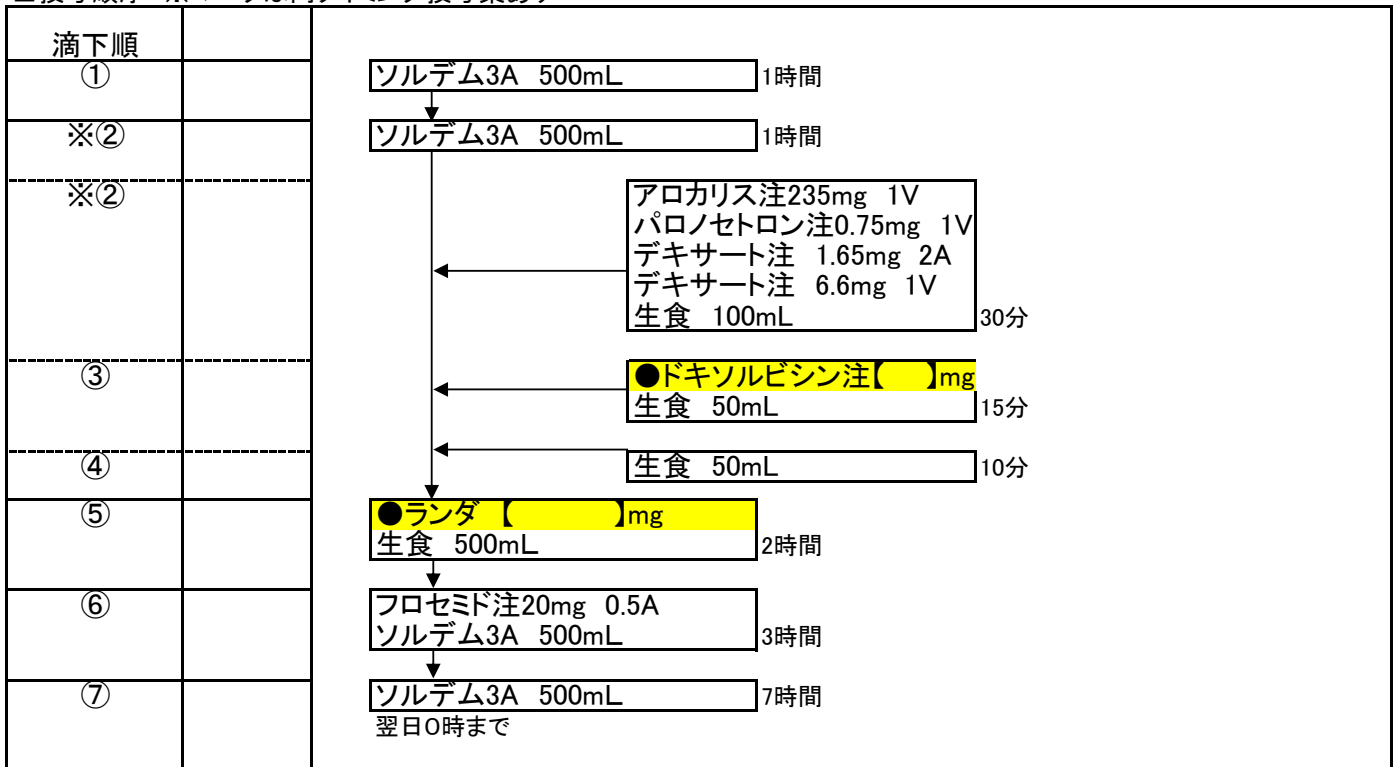 滴下順
① ソルデム3A 500mL 1時間
※② ソルデム3A 500mL 1時間
※② アロカリス注235mg 1V
パロノセトロン注0.75mg 1V
デキサート注 1.65mg 2A
デキサート注 6.6mg 1V
生食 100mL 30分
③ ●ドキソルビシン注【 】mg
生食 50mL 15分
④ 生食 50mL 10分
⑤ ●ランダ 【 】mg
生食 500mL 2時間
⑥ フロセミド注20mg 0.5A
ソルデム3A 500mL 3時間
⑦ ソルデム3A 500mL 7時間
翌日0時まで